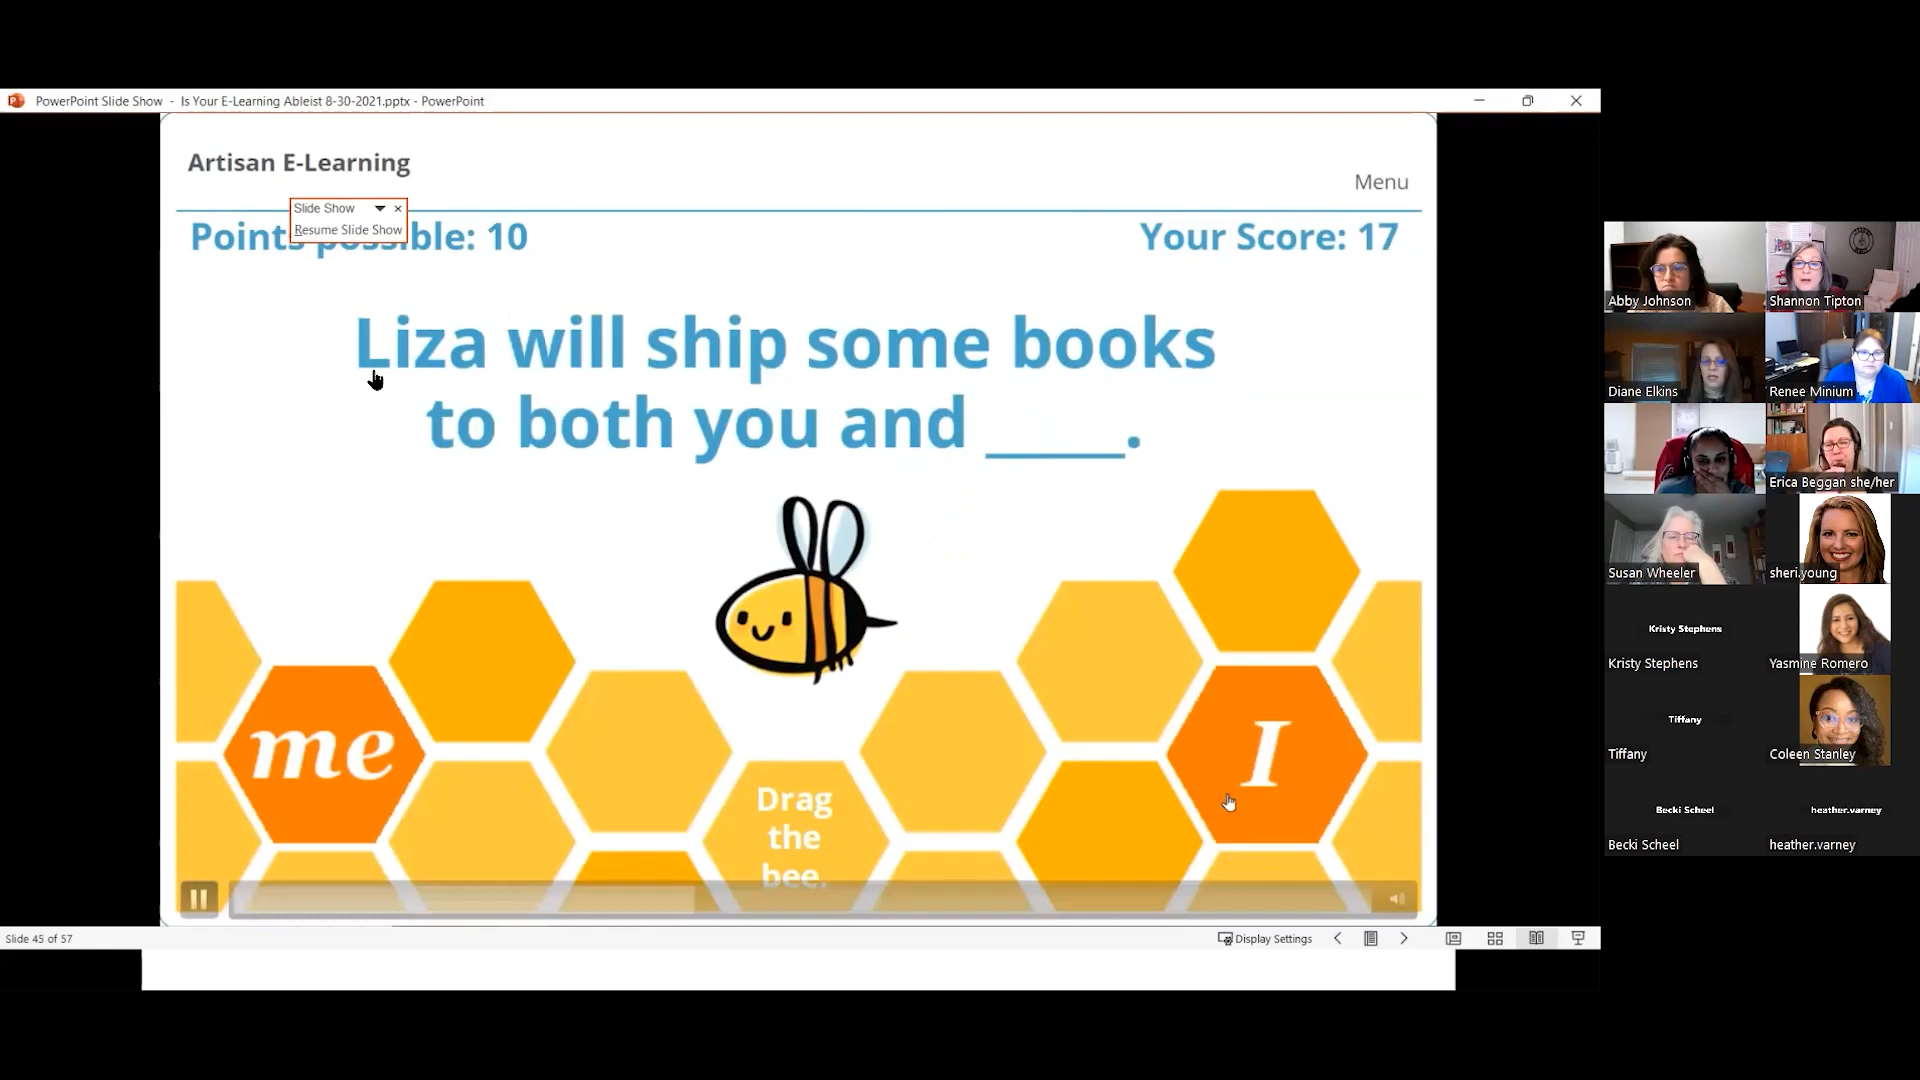 PowerPoint Slide Show - Is Your E-Learning Ableist 8-30-2021.pptx - PowerPoint
Artisan E-Learning
Menu
Slide Show
Resume Slide Show
Points possible: 10
Your Score: 17
Liza will ship some books
to both you and _____.
me
I
Drag
the
bee.
Slide 45 of 57
Display Settings
Abby Johnson
Shannon Tipton
Diane Elkins
Renee Minium
Erica Beggan she/her
Susan Wheeler
sheri.young
Kristy Stephens
Kristy Stephens
Yasmine Romero
Tiffany
Tiffany
Coleen Stanley
Becki Scheel
heather.varney
Becki Scheel
heather.varney